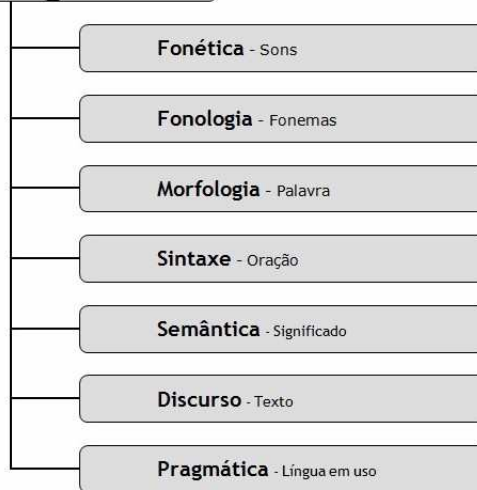 Fonética - Sons
Fonologia - Fonemas
Morfologia - Palavra
Sintaxe - Oração
Semântica - Significado
Discurso - Texto
Pragmática - Língua em uso